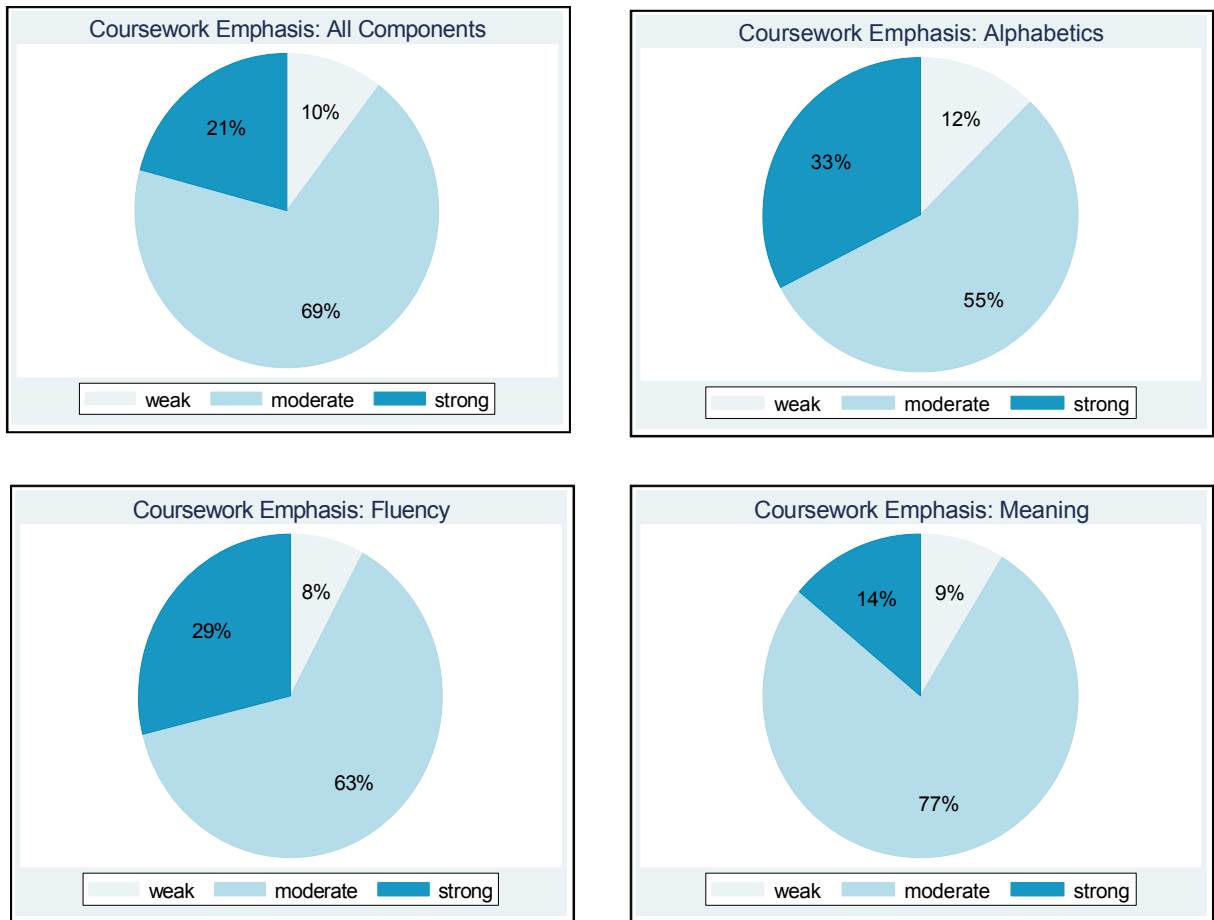 Coursework Emphasis: All Components
10%
21%
69%
weak moderate strong
Coursework Emphasis: Alphabetics
12%
33%
55%
weak moderate strong
Coursework Emphasis: Fluency
8%
29%
63%
weak moderate strong
Coursework Emphasis: Meaning
14%
9%
77%
weak moderate strong